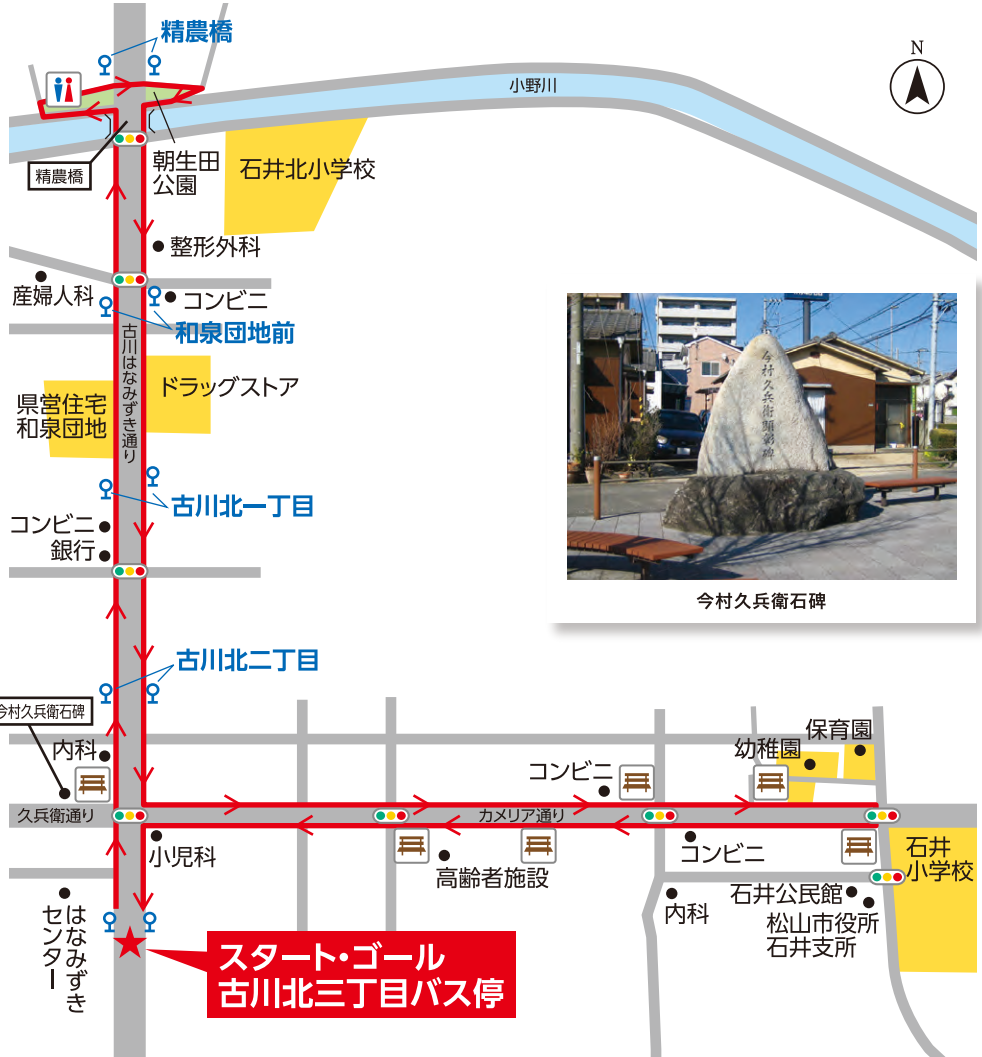 精農橋
N
小野川
精農橋
朝生田
公園
石井北小学校
整形外科
産婦人科
コンビニ
和泉団地前
古川はなみずき通り
ドラッグストア
県営住宅
和泉団地
古川北一丁目
コンビニ
銀行
今村久兵衛顕彰碑
今村久兵衛石碑
古川北二丁目
今村久兵衛石碑
内科
保育園
幼稚園
コンビニ
久兵衛通り
カメリア通り
小児科
高齢者施設
コンビニ
石井
小学校
石井公民館
内科
松山市役所
石井支所
はなみずき
センター
スタート・ゴール
古川北三丁目バス停